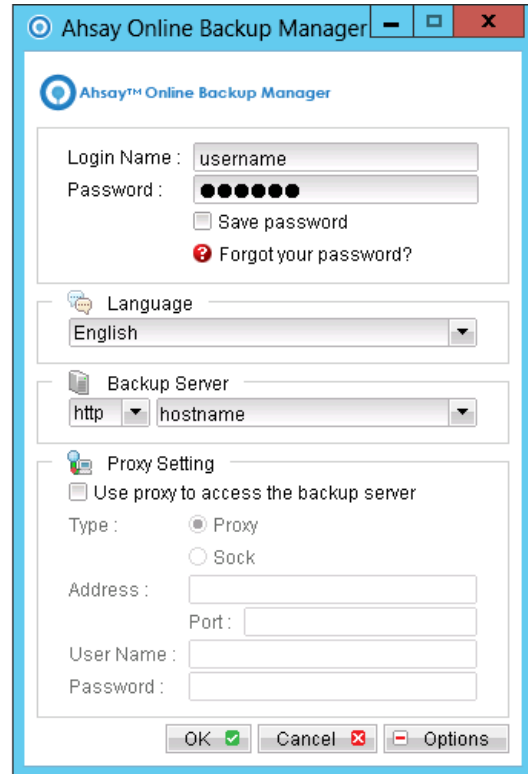 Ahsay Online Backup Manager
Ahsay™ Online Backup Manager
Login Name : username
Password : ●●●●●●
Save password
Forgot your password?
Language
English
Backup Server
http hostname
Proxy Setting
Use proxy to access the backup server
Type : Proxy
Sock
Address :
Port :
User Name :
Password :
OK Cancel Options